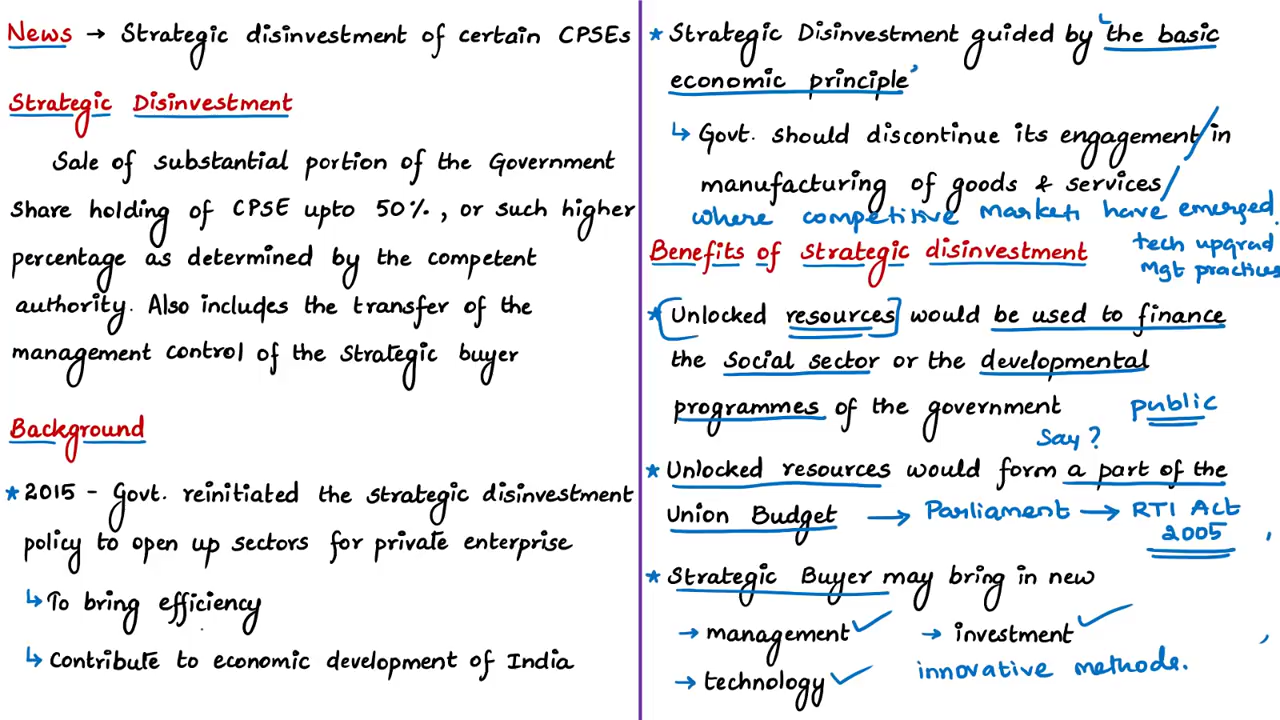 News → Strategic disinvestment of certain CPSEs
Strategic Disinvestment
Sale of substantial portion of the Government
Share holding of CPSE upto 50%, or such higher
percentage as determined by the competent
authority. Also includes the transfer of the
management control of the strategic buyer
Background
* 2015 - Govt. reinitiated the strategic disinvestment
policy to open up sectors for private enterprise
↳ To bring efficiency
↳ Contribute to economic development of India
* Strategic Disinvestment guided by 'the basic
economic principle'
↳ Govt. should discontinue its engagement in
manufacturing of goods & services
where competitive markets have emerged.
tech upgrad
Mgt practices
Benefits of Strategic disinvestment
* [Unlocked resources] would be used to finance
the social sector or the developmental
programmes of the government
public
Say?
* Unlocked resources would form a part of the
Union Budget → Parliament → RTI Act
2005
* Strategic Buyer may bring in new
→ management → investment
→ technology innovative methods.